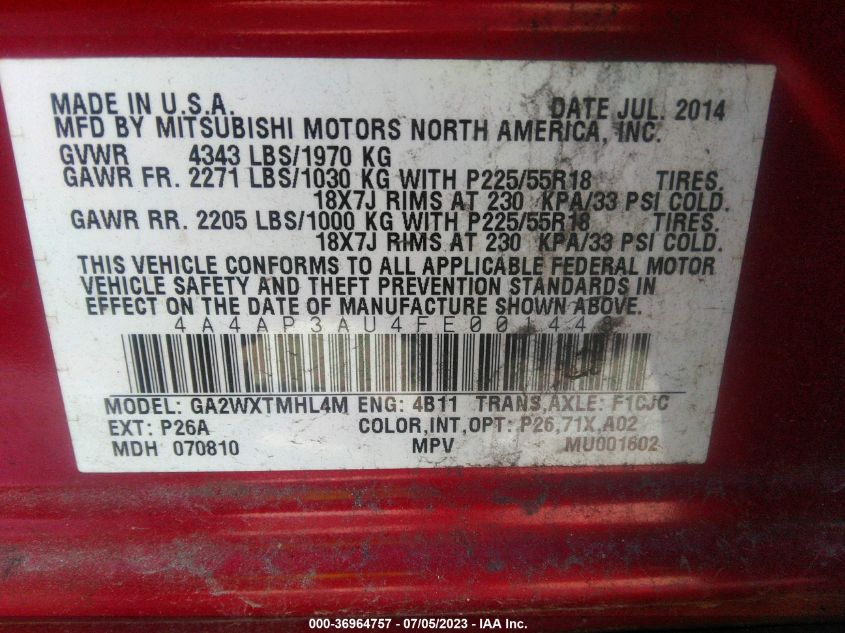 MADE IN U.S.A. DATE JUL. 2014
MFD BY MITSUBISHI MOTORS NORTH AMERICA, INC.
GVWR 4343 LBS/1970 KG
GAWR FR. 2271 LBS/1030 KG WITH P225/55R18 TIRES.
18X7J RIMS AT 230 KPA/33 PSI COLD.
GAWR RR. 2205 LBS/1000 KG WITH P225/55R18 TIRES.
18X7J RIMS AT 230 KPA/33 PSI COLD.
THIS VEHICLE CONFORMS TO ALL APPLICABLE FEDERAL MOTOR
VEHICLE SAFETY AND THEFT PREVENTION STANDARDS IN
EFFECT ON THE DATE OF MANUFACTURE SHOWN ABOVE.
4A4AP3AU4FE001448
MODEL: GA2WXTMHL4M ENG: 4B11 TRANS,AXLE: F1CJC
EXT: P26A COLOR,INT,OPT: P26,71X,A02
MDH 070810 MPV MU001602
000-36964757 - 07/05/2023 - IAA Inc.